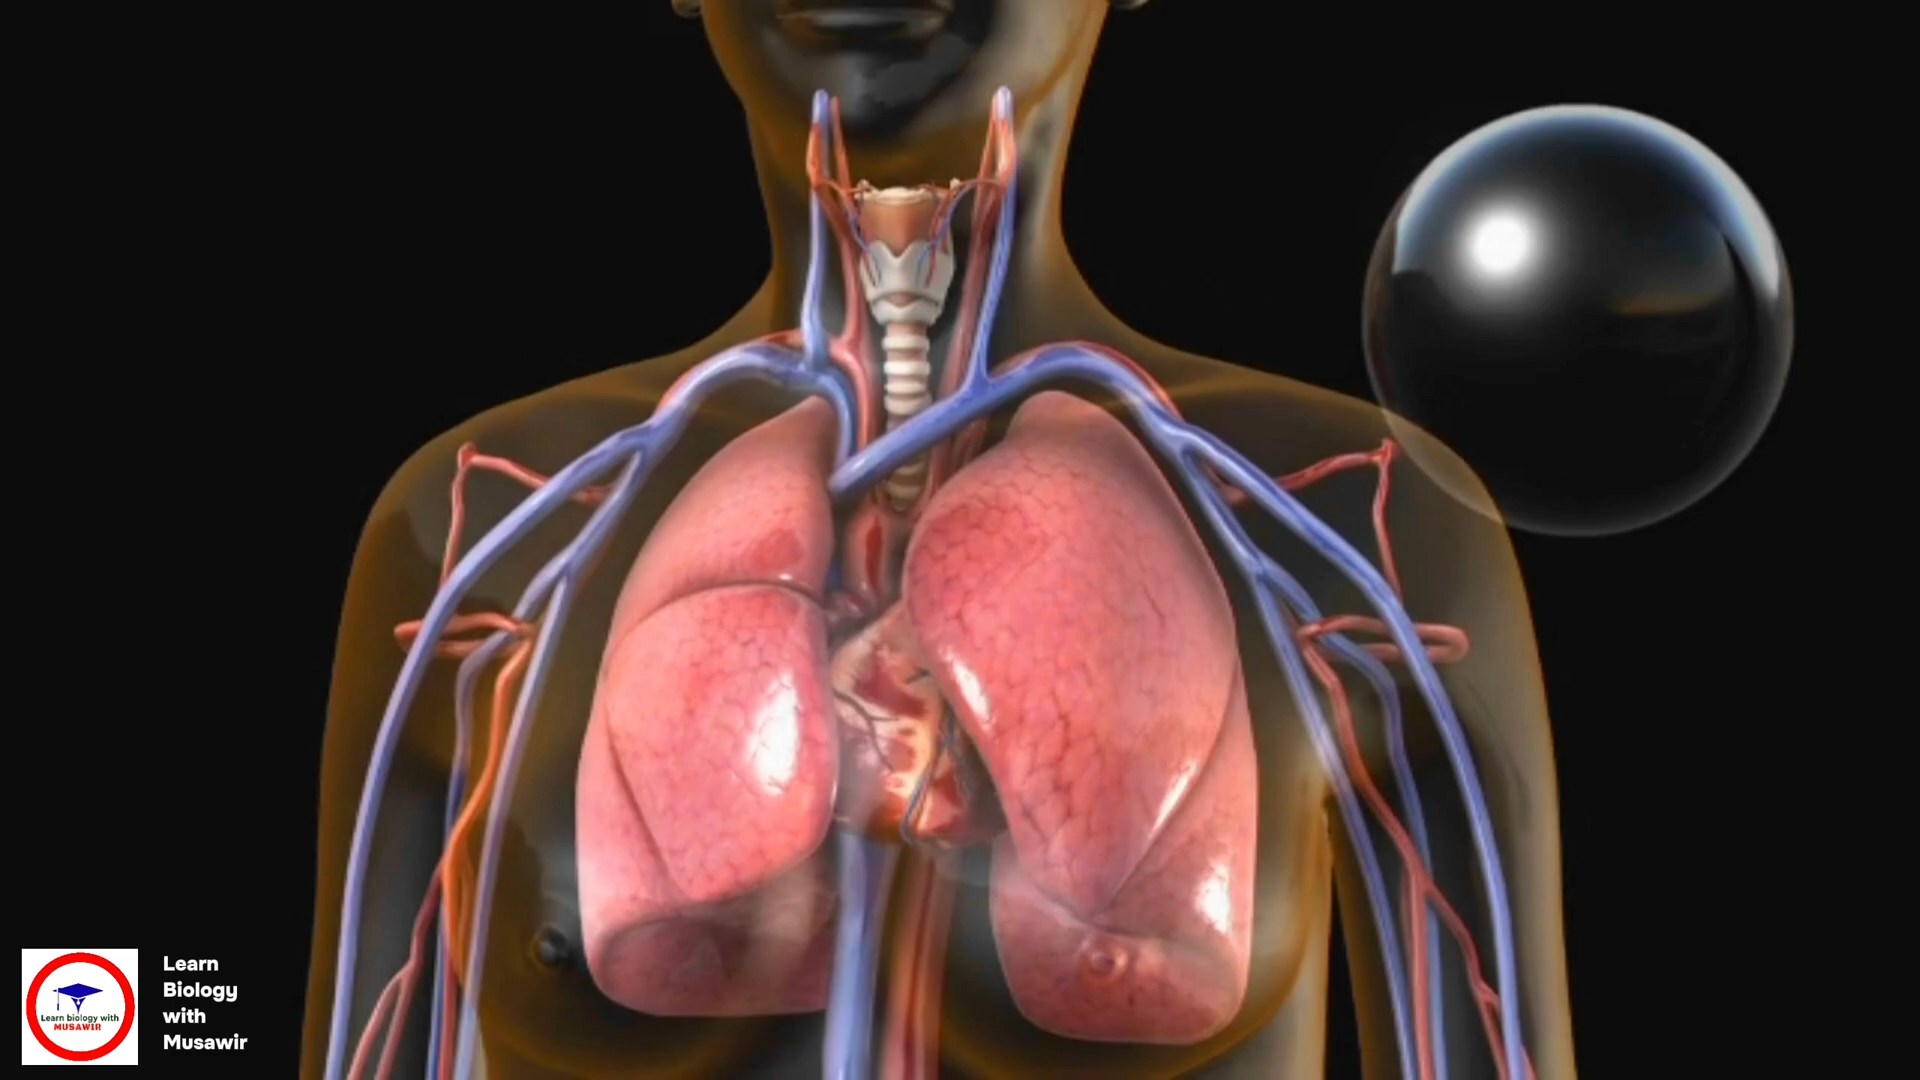 Learn biology with
MUSAWIR
Learn
Biology
with
Musawir